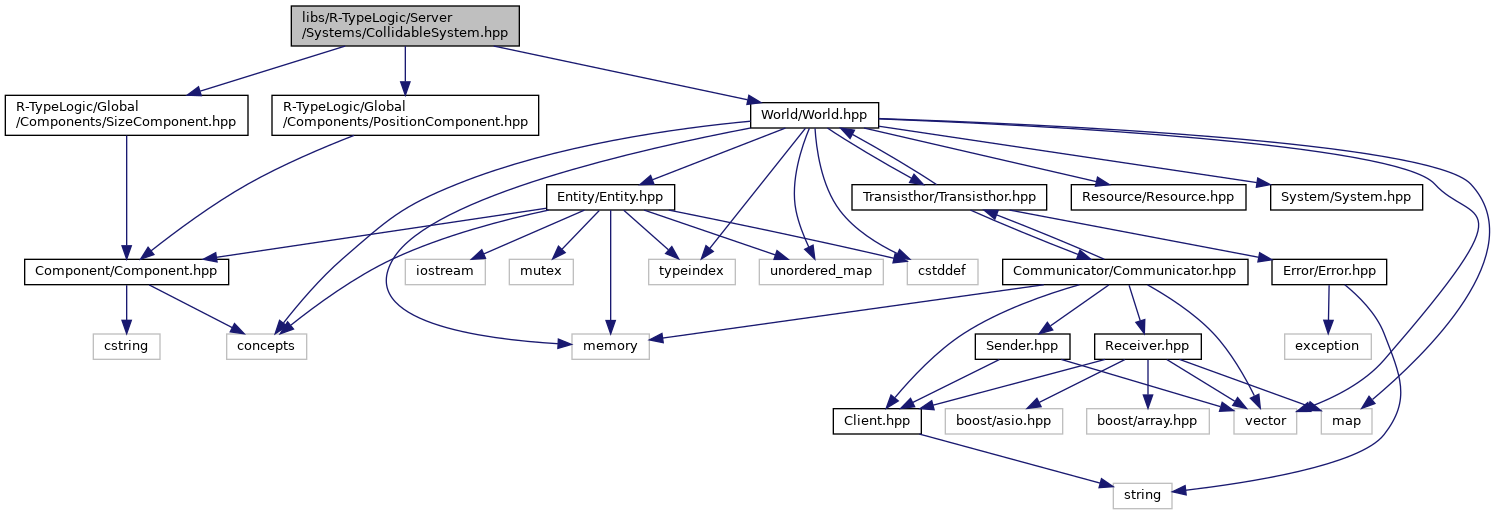 libs/R-TypeLogic/Server
/Systems/CollidableSystem.hpp
R-TypeLogic/Global
/Components/SizeComponent.hpp
R-TypeLogic/Global
/Components/PositionComponent.hpp
World/World.hpp
Entity/Entity.hpp
Transisthor/Transisthor.hpp
Resource/Resource.hpp
System/System.hpp
Component/Component.hpp
iostream
mutex
typeindex
unordered_map
cstddef
Communicator/Communicator.hpp
Error/Error.hpp
cstring
concepts
memory
Sender.hpp
Receiver.hpp
exception
Client.hpp
boost/asio.hpp
boost/array.hpp
vector
map
string